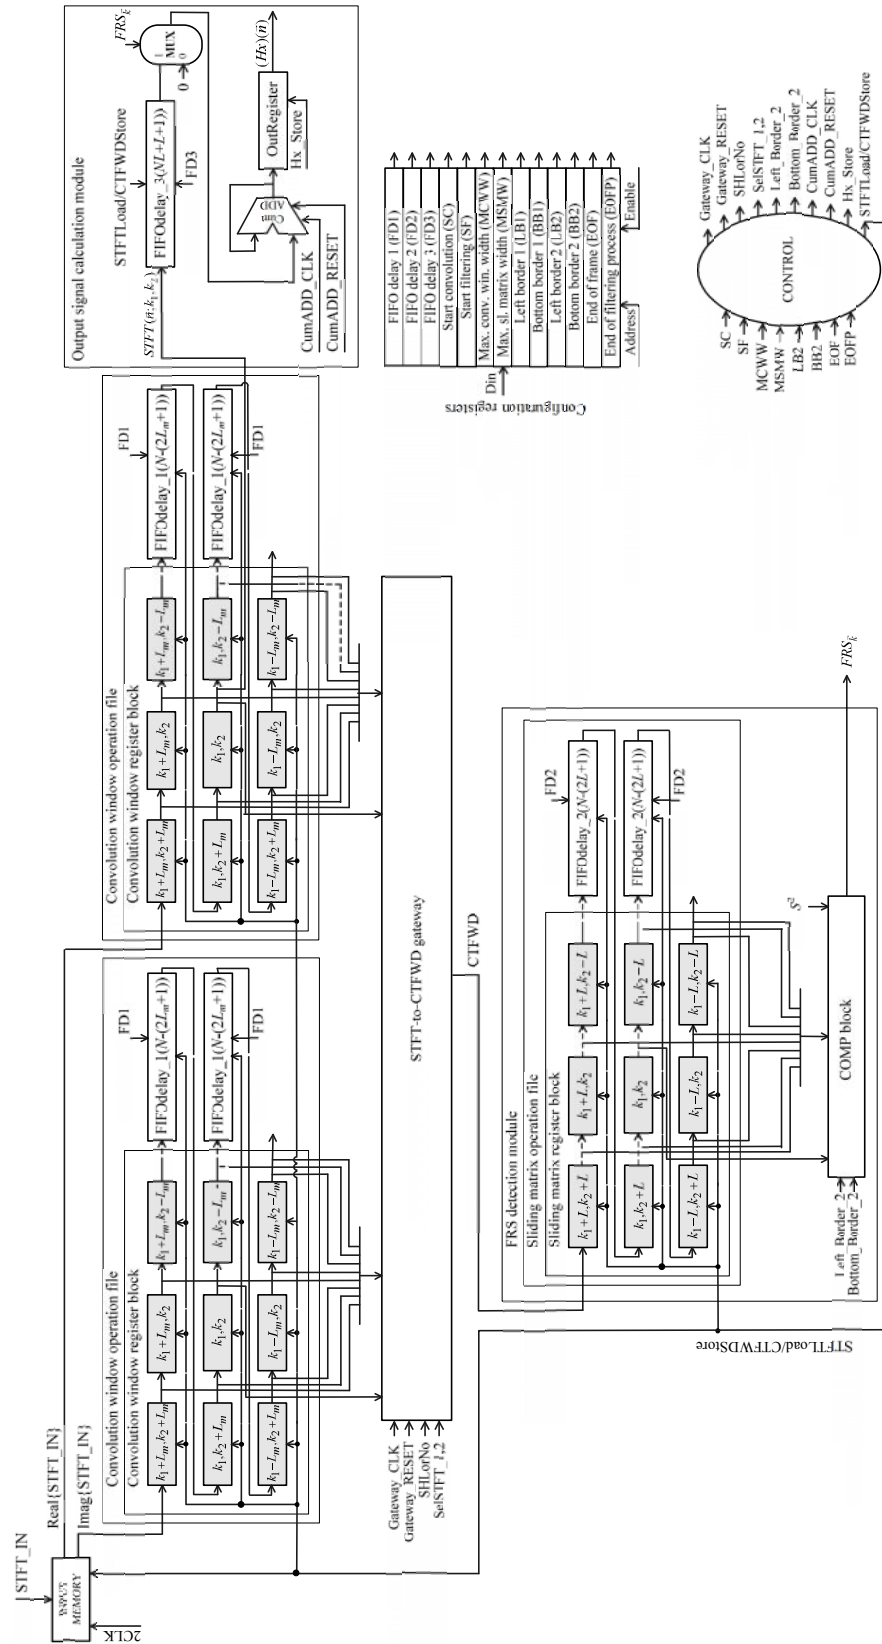 STFT_IN
INPUT
MEMORY
2CLK
Real{STFT_IN}
Imag{STFT_IN}
Convolution window operation file
Convolution window register block
k₁+Lₘ,k₂+Lₘ
k₁+Lₘ,k₂
k₁+Lₘ,k₂−Lₘ
FIFOdelay_1(N-(2Lₘ+1))
FD1
k₁,k₂+Lₘ
k₁,k₂
k₁,k₂−Lₘ
FIFOdelay_1(N-(2Lₘ+1))
FD1
k₁−Lₘ,k₂+Lₘ
k₁−Lₘ,k₂
k₁−Lₘ,k₂−Lₘ
Convolution window operation file
Convolution window register block
k₁+Lₘ,k₂+Lₘ
k₁+Lₘ,k₂
k₁+Lₘ,k₂−Lₘ
FIFOdelay_1(N-(2Lₘ+1))
FD1
k₁,k₂+Lₘ
k₁,k₂
k₁,k₂−Lₘ
FIFOdelay_1(N-(2Lₘ+1))
FD1
k₁−Lₘ,k₂+Lₘ
k₁−Lₘ,k₂
k₁−Lₘ,k₂−Lₘ
Output signal calculation module
STFT(n⃗;k₁,k₂)
STFTLoad/CTFWDStore
FIFOdelay_3(NL+L+1))
FD3
FRS_k⃗
1
MUX
0
0
CumADD_CLK
CumADD_RESET
Cum
ADD
OutRegister
Hx_Store
(Hx)(n⃗)
Gateway_CLK
Gateway_RESET
SHLorNo
SelSTFT_1,2
STFT-to-CTFWD gateway
CTFWD
Configuration registers
Din
FIFO delay 1 (FD1)
FIFO delay 2 (FD2)
FIFO delay 3 (FD3)
Start convolution (SC)
Start filtering (SF)
Max. conv. win. width (MCWW)
Max, sl. matrix width (MSMW)
Left border 1 (LB1)
Bottom border 1 (BB1)
Left border 2 (LB2)
Botom border 2 (BB2)
End of frame (EOF)
End of filtering process (EOFP)
Address
Enable
FRS detection module
Sliding matrix operation file
Sliding matrix register block
k₁+L,k₂+L
k₁+L,k₂
k₁+L,k₂−L
FIFOdelay_2(N-(2L+1))
FD2
k₁,k₂+L
k₁,k₂
k₁,k₂−L
FIFOdelay_2(N-(2L+1))
FD2
k₁−L,k₂+L
k₁−L,k₂
k₁−L,k₂−L
Left_Border_2
Bottom_Border_2
COMP block
S²
FRS_k⃗
STFTLoad/CTFWDStore
SC
SF
MCWW
MSMW
LB2
BB2
EOF
EOFP
CONTROL
Gateway_CLK
Gateway_RESET
SHLorNo
SelSTFT_1,2
Left_Border_2
Bottom_Border_2
CumADD_CLK
CumADD_RESET
Hx_Store
STFTLoad/CTFWDStore